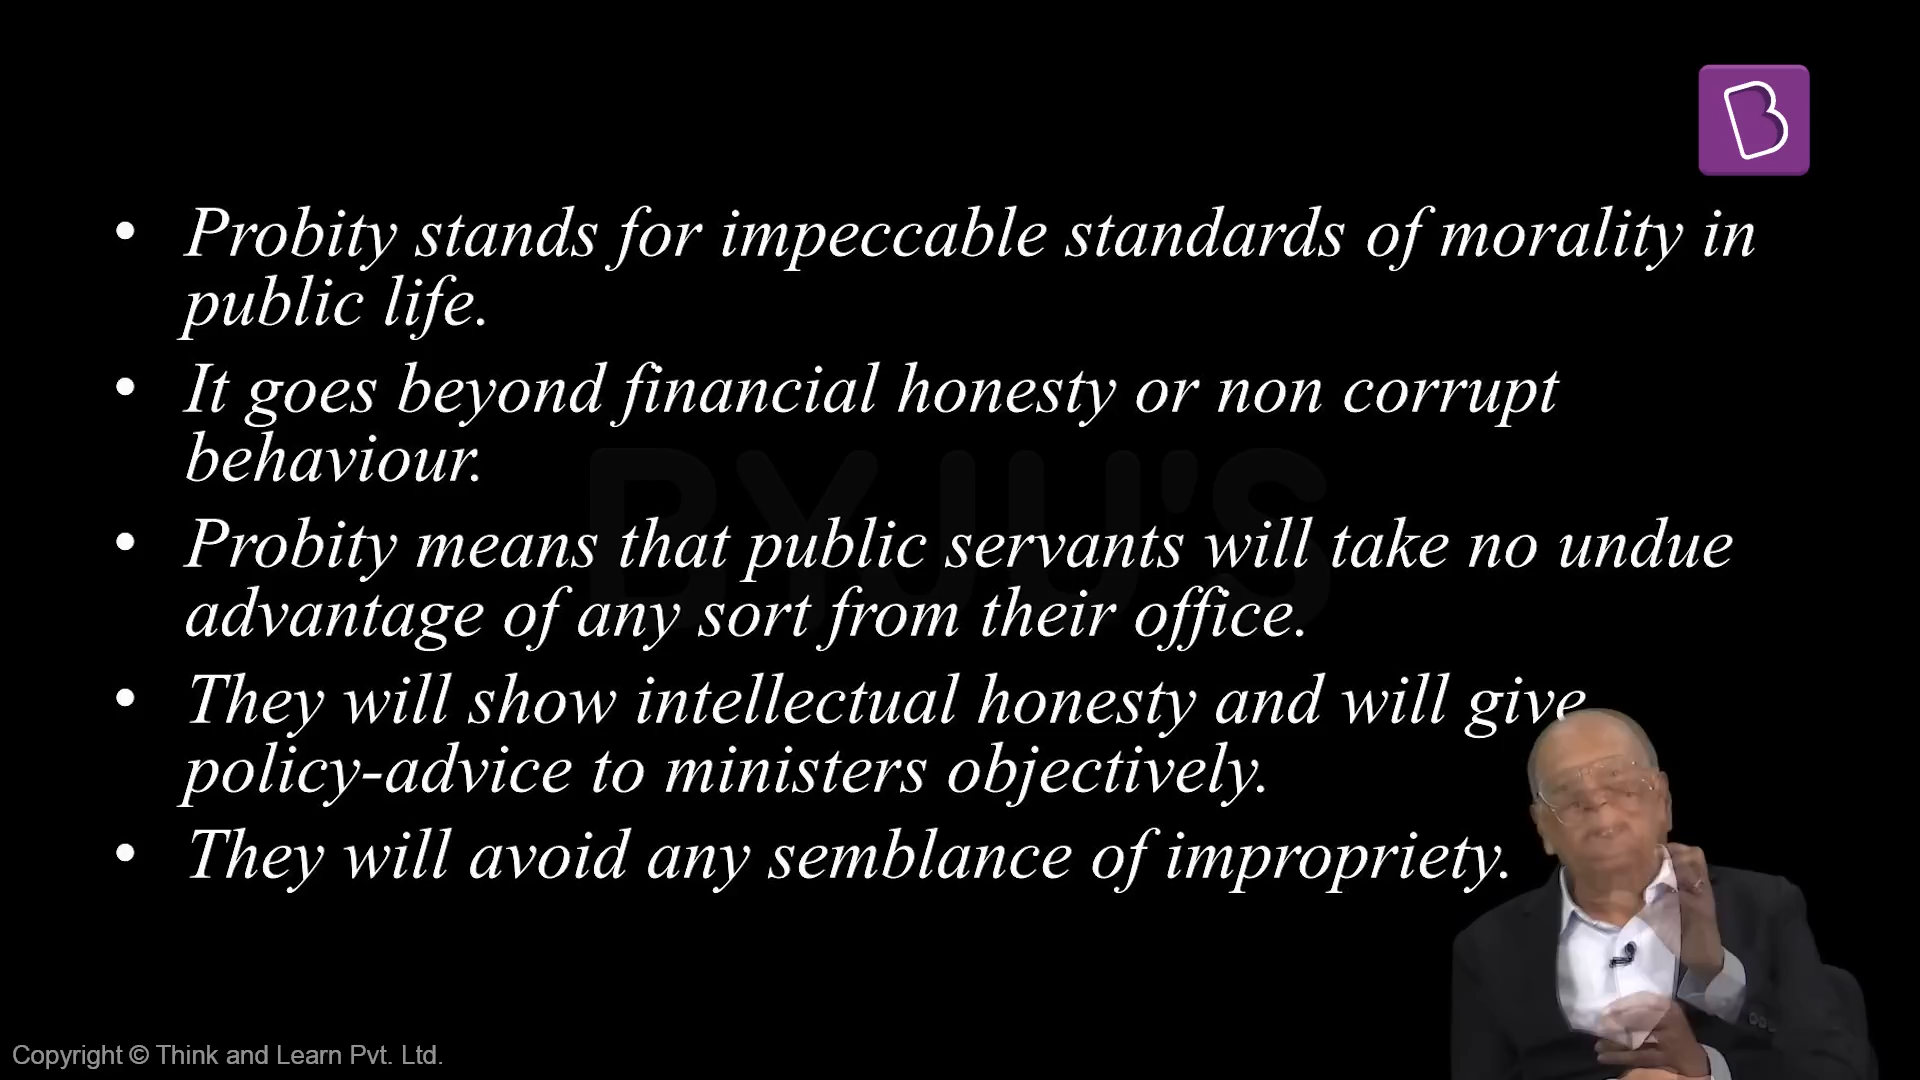 • Probity stands for impeccable standards of morality in
public life.
• It goes beyond financial honesty or non corrupt
behaviour.
BYJU'S
• Probity means that public servants will take no undue
advantage of any sort from their office.
• They will show intellectual honesty and will give
policy-advice to ministers objectively.
• They will avoid any semblance of impropriety.
Copyright © Think and Learn Pvt. Ltd.